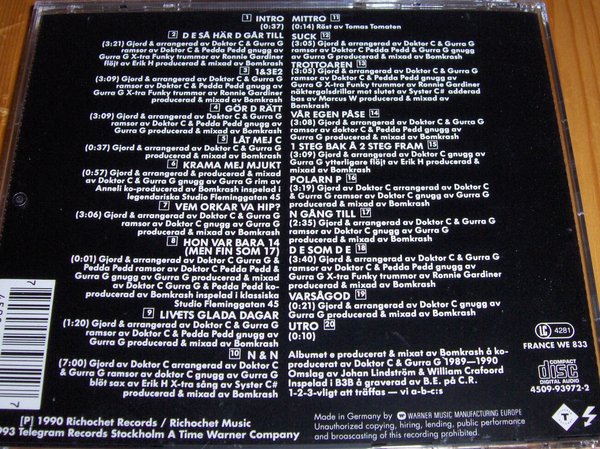 1 INTRO
(0:37)
2 D E SÅ HÄR D GÅR TILL
(3:21) Gjord & arrangerad av Doktor C & Gurra G
ramsor av Doktor C & Pedda Pedd gnugg av
Gurra G X-tra Funky trummor av Ronnie Gardiner
flöjt av Erik H producerad & mixad av Bomkrash
3 1&3E2
(3:09) Gjord & arrangerad av Doktor C & Gurra G
ramsor av Doktor C & Pedda Pedd gnugg av
Gurra G producerad & mixad av Bomkrash
4 GÖR D RÄTT
(3:09) Gjord & arrangerad av Doktor C & Gurra G
ramsor av Doktor C & Pedda Pedd gnugg av
Gurra G producerad & mixad av Bomkrash
5 LÅT MEJ C
(0:37) Gjord & arrangerad av Doktor C & Gurra G
producerad & mixad av Bomkrash
6 KRAMA MEJ MJUKT
(0:57) Gjord & arrangerad av Doktor
C & Gurra G gnugg av Gurra G rim av
Anneli ko-producerad av Bomkrash inspelad i
legendariska Studio Fleminggatan 45
7 VEM ORKAR VA HIP?
(3:06) Gjord & arrangerad av Doktor C & Gurra G
ramsor av Doktor C gnugg av Gurra G
producerad & mixad av Bomkrash
8 HON VAR BARA 14
(MEN FIN SOM 17)
(0:01) Gjord & arrangerad av Doktor C Gurra G &
Pedda Pedd ramsor av Doktor C Pedda Pedd &
Gurra G gnugg av Gurra G producerad & mixad
av Doktor C Gurra G & Pedda Pedd ko-
producerad av Bomkrash inspelad i klassiska
Studio Fleminggatan 45
9 LIVETS GLADA DAGAR
(1:20) Gjord & arrangerad av Doktor C & Gurra G
ramsor av Doktor C & Pedda Pedd gnugg av
Gurra G producerad & mixad av Bomkrash
10 N & N
(7:00) Gjord av Doktor C arrangerad av Doktor C
& Gurra G ramsor av Doktor C gnugg av Gurra G
blöt sax av Erik H X-tra sång av Syster C#
producerad & mixad av Bomkrash
MITTRO 11
(0:14) Röst av Tomas Tomaten
SUCK 12
(3:05) Gjord & arrangerad av Doktor C & Gurra G
ramsor av Doktor C Pedda Pedd & Gurra G gnugg av
Gurra G producerad & mixad av Bomkrash
TROTTOAREN 13
(3:05) Gjord & arrangerad av Doktor C & Gurra G
ramsor av Doktor C & Pedda Pedd gnugg av
Gurra G X-tra Funky trummor av Ronnie Gardiner
näktergalsdrillar mot slutet av Syster C# adderad
bas av Marcus W producerad & mixad av Bomkrash
VÅR EGEN PÅSE 14
(3:08) Gjord & arrangerad av Doktor C & Gurra G
ramsor av Doktor C & Pedda Pedd gnugg av
Gurra G producerad & mixad av Bomkrash
1 STEG BAK Å 2 STEG FRAM 15
(3:09) Gjord av Doktor C arrangerad av Doktor C
& Gurra G ramsor av Doktor C gnugg av Gurra G
ytterligare flöjt av Erik H producerad & mixad
av Bomkrash
POLARN P 16
(3:19) Gjord av Doktor C arrangerad av Doktor C
& Gurra G ramsor av Doktor C & Pedda Pedd gnugg
av Gurra G producerad & mixad av Bomkrash
N GÅNG TILL 17
(2:35) Gjord & arrangerad av Doktor C & Gurra G
ramsor av Doktor C gnugg av Gurra G
producerad & mixad av Bomkrash
D E SOM D E 18
(3:40) Gjord & arrangerad av Doktor C & Gurra G
ramsor av Doktor C & Pedda Pedd gnugg av
Gurra G X-tra Funky trummor av Ronnie Gardiner
producerad & mixad av Bomkrash
VARSÅGOD 19
(0:21) Gjord & arrangerad av Doktor C & Gurra G
gnugg av Gurra G producerad & mixad av
Bomkrash
UTRO 20
(0:10)
Albumet e producerat & mixat av Bomkrash å ko-
producerat av Doktor C & Gurra G 1989—1990
Omslag av Johan Lindström & William Crafoord
Inspelad i B3B å graverad av B.E. på C.R.
1-2-3-vligt att träffas — vi a-b-c:s
LC 4281
FRANCE WE 833
COMPACT
disc
DIGITAL AUDIO
4509-93972-2
[P] 1990 Richochet Records / Richochet Music
993 Telegram Records Stockholm A Time Warner Company
Made in Germany by WARNER MUSIC MANUFACTURING EUROPE
Unauthorized copying, hiring, lending, public performance
and broadcasting of this recording prohibited.
T